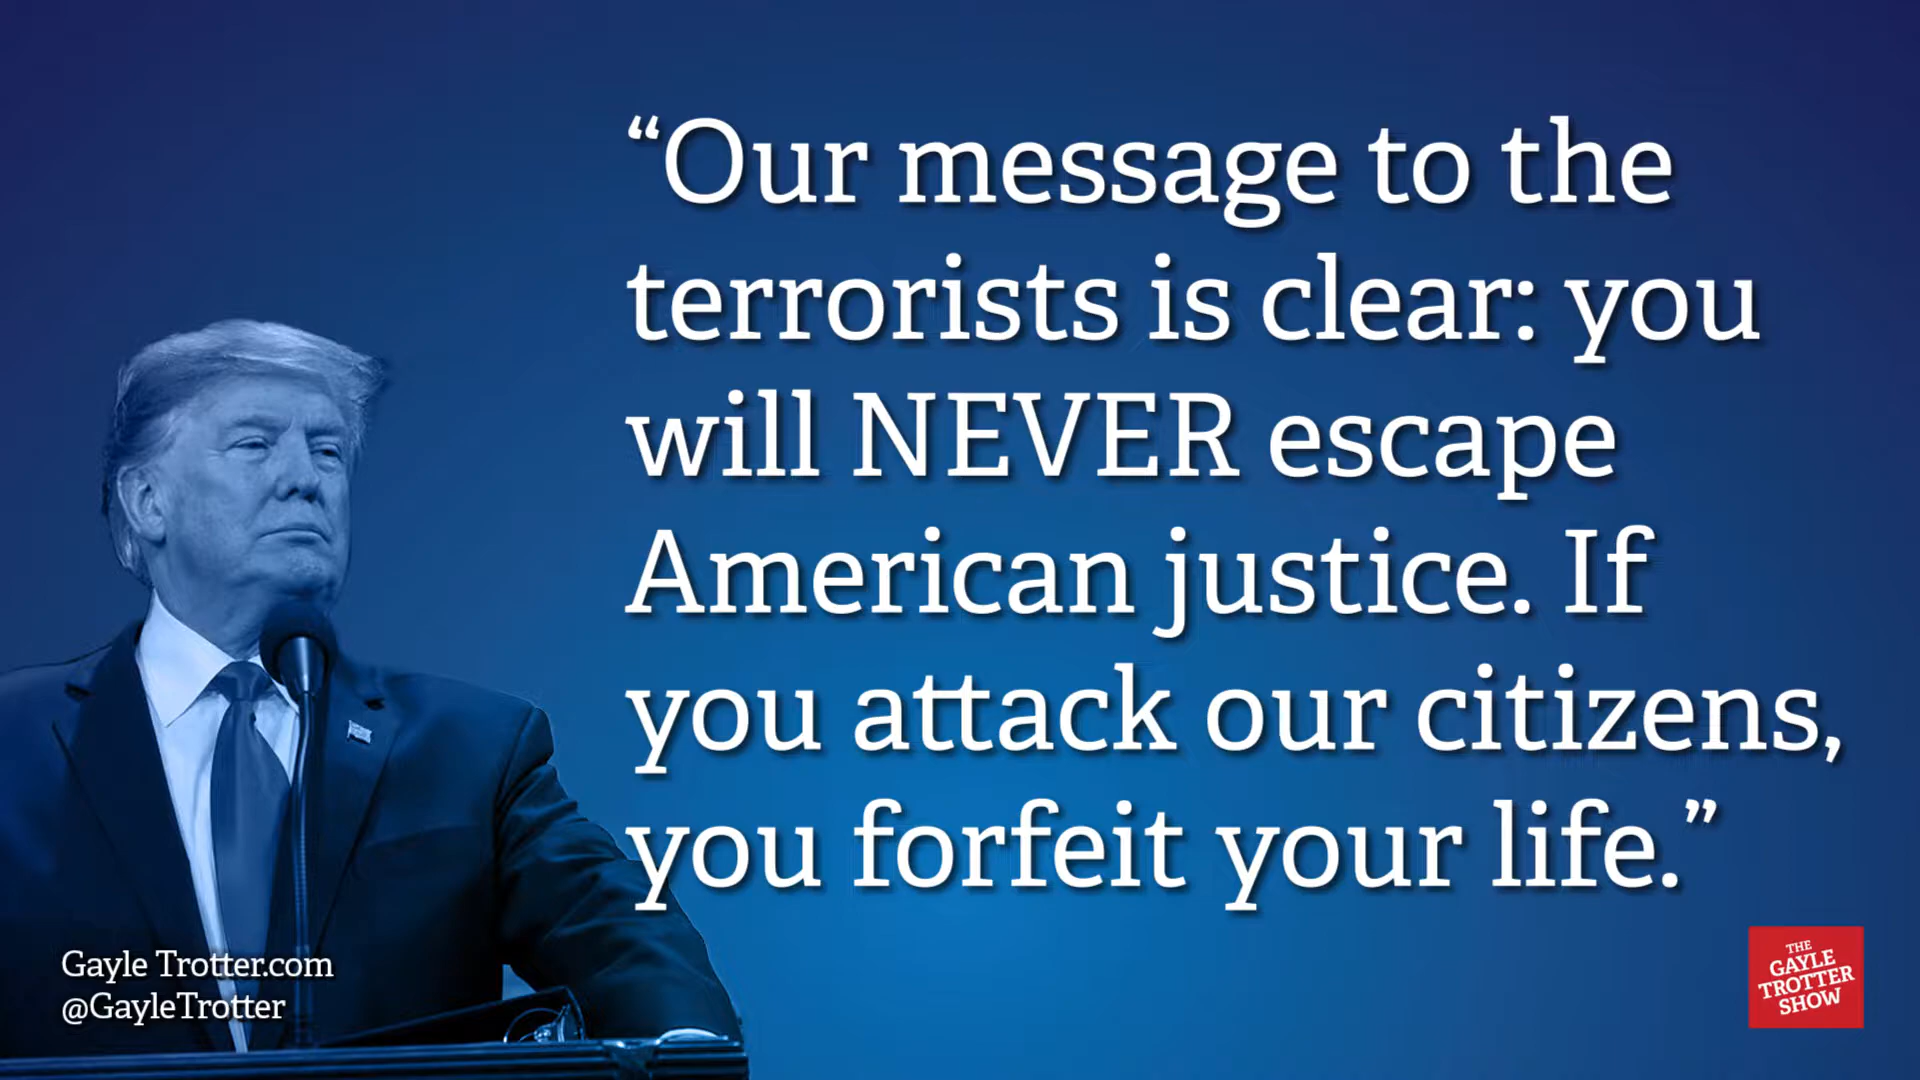 “Our message to the
terrorists is clear: you
will NEVER escape
American justice. If
you attack our citizens,
you forfeit your life.”
Gayle Trotter.com
@GayleTrotter
THE
GAYLE
TROTTER
SHOW